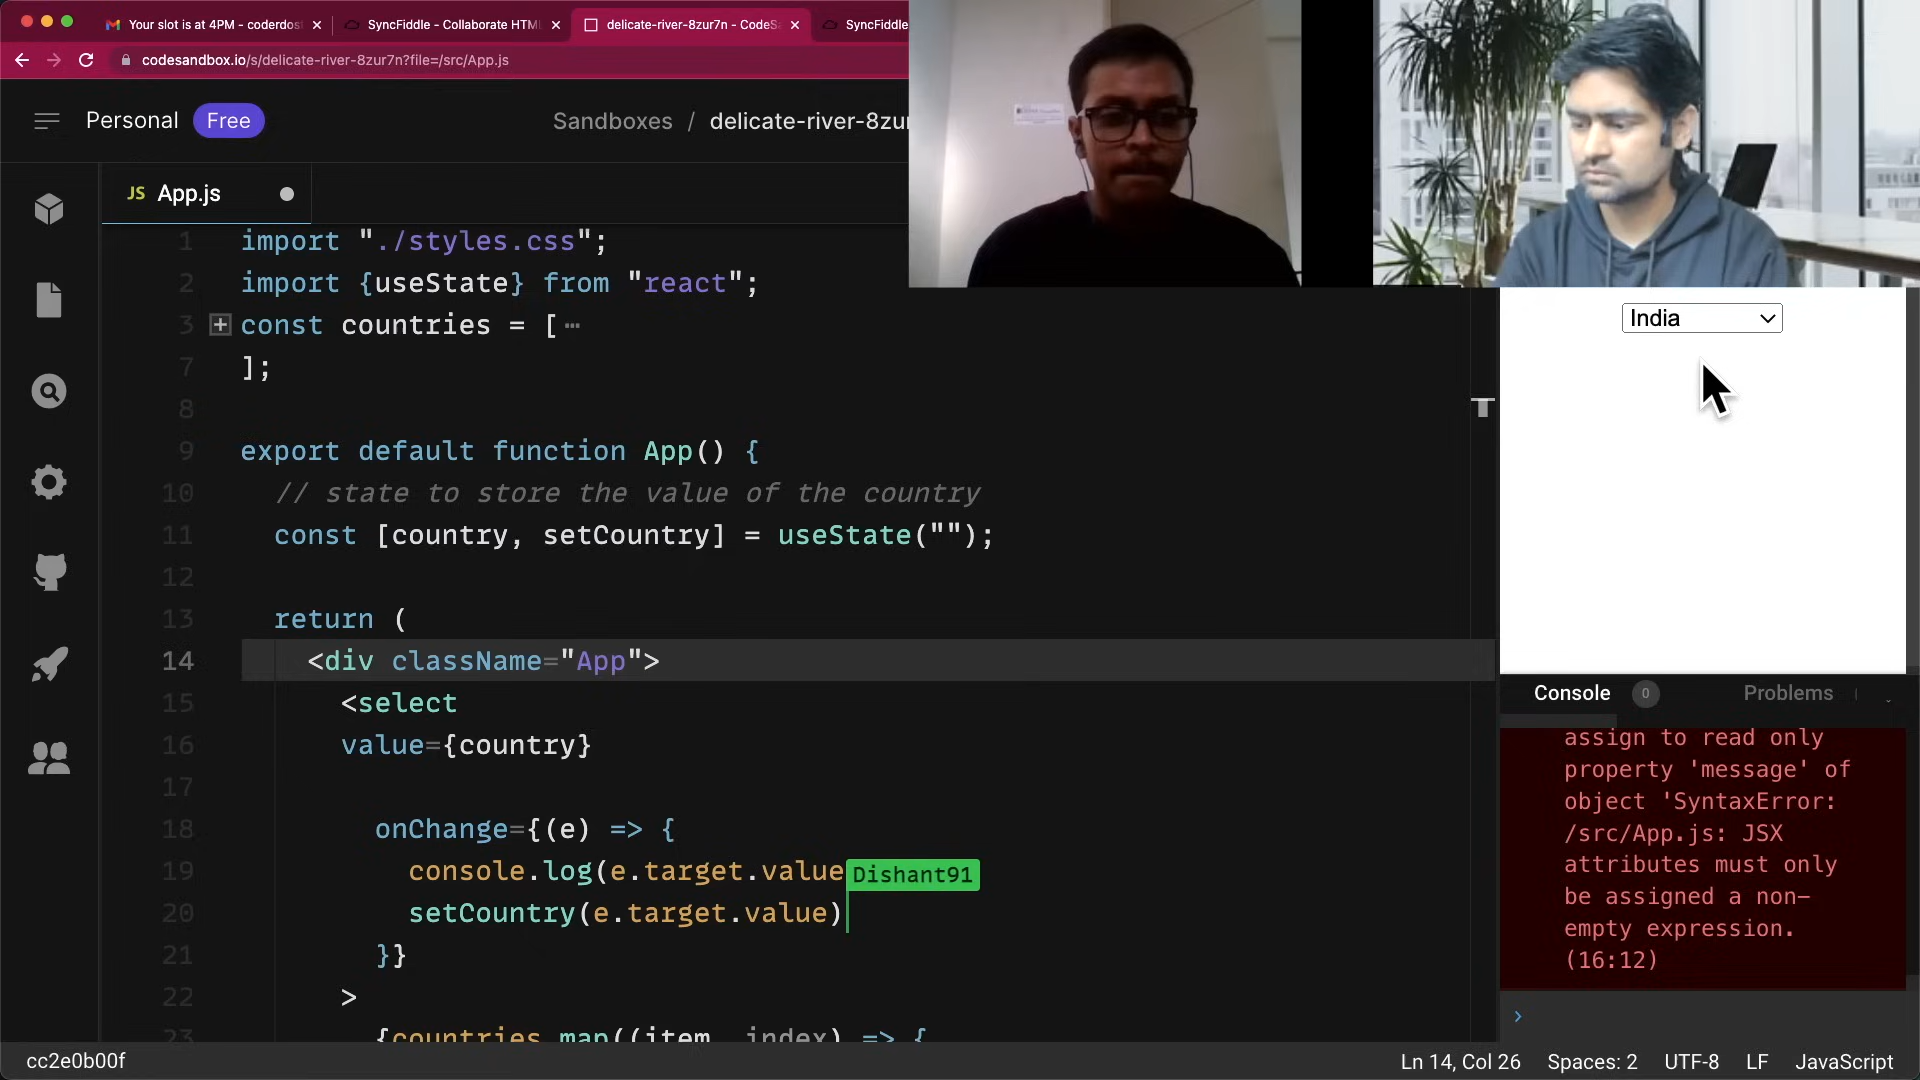 Your slot is at 4PM - coderdos
SyncFiddle - Collaborate HTM
delicate-river-8zur7n - CodeS
SyncFiddle
codesandbox.io/s/delicate-river-8zur7n?file=/src/App.js
Personal Free
Sandboxes / delicate-river-8zu
JS App.js
1 import "./styles.css";
2 import {useState} from "react";
3 const countries = [ …
7 ];
8
9 export default function App() {
10 // state to store the value of the country
11 const [country, setCountry] = useState("");
12
13 return (
14 <div className="App">
15 <select
16 value={country}
17
18 onChange={(e) => {
19 console.log(e.target.value
Dishant91
20 setCountry(e.target.value)
21 }}
22 >
23 {countries.map((item, index) => {
India
Console 0 Problems
assign to read only
property 'message' of
object 'SyntaxError:
/src/App.js: JSX
attributes must only
be assigned a non-
empty expression.
(16:12)
cc2e0b00f
Ln 14, Col 26 Spaces: 2 UTF-8 LF JavaScript